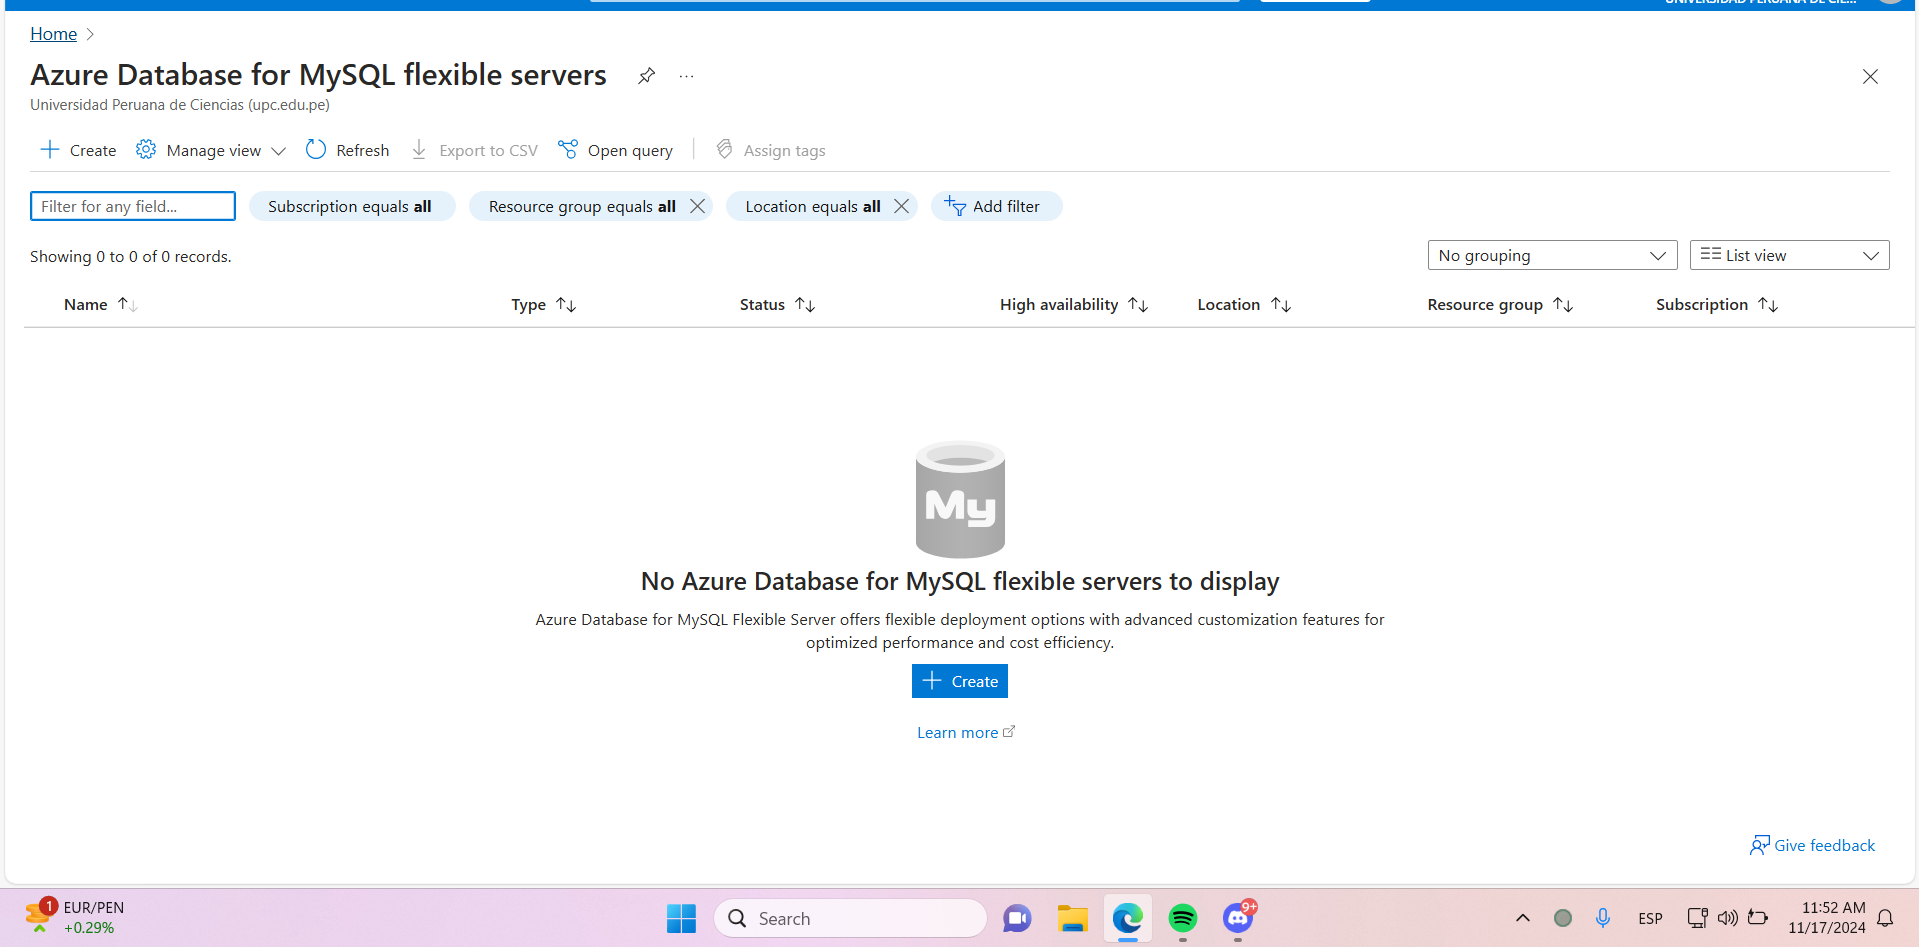 UNIVERSIDAD PERUANA DE CIE...
Home
Azure Database for MySQL flexible servers
Universidad Peruana de Ciencias (upc.edu.pe)
Create Manage view Refresh Export to CSV Open query Assign tags
Filter for any field... Subscription equals all Resource group equals all Location equals all Add filter
Showing 0 to 0 of 0 records. No grouping List view
Name Type Status High availability Location Resource group Subscription
My
No Azure Database for MySQL flexible servers to display
Azure Database for MySQL Flexible Server offers flexible deployment options with advanced customization features for
optimized performance and cost efficiency.
Create
Learn more
Give feedback
1 EUR/PEN
+0.29%
Search
9+
ESP
11:52 AM
11/17/2024